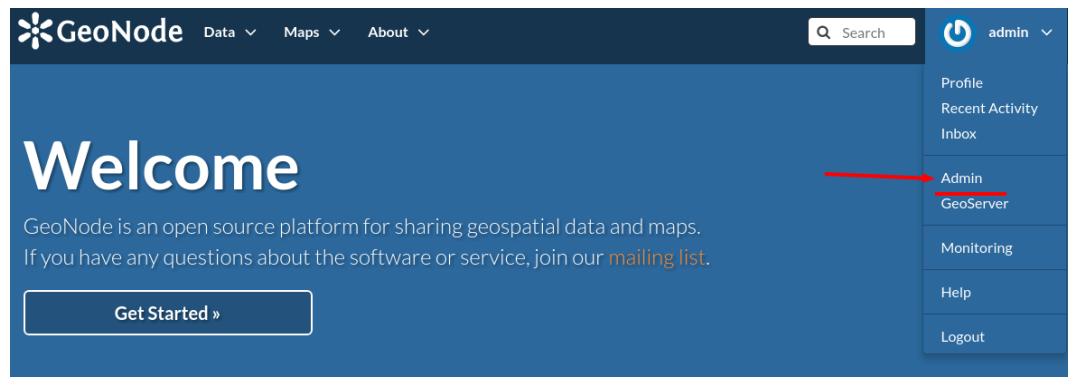 GeoNode Data Maps About Search admin
Profile
Recent Activity
Inbox
Admin
GeoServer
Monitoring
Help
Logout
Welcome
GeoNode is an open source platform for sharing geospatial data and maps.
If you have any questions about the software or service, join our mailing list.
Get Started »